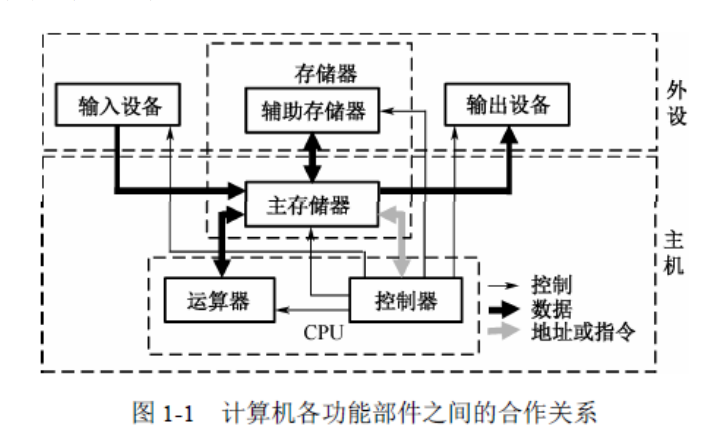 存储器
输入设备
辅助存储器
输出设备
外设
主存储器
主机
运算器
控制器
CPU
控制
数据
地址或指令
图 1-1 计算机各功能部件之间的合作关系